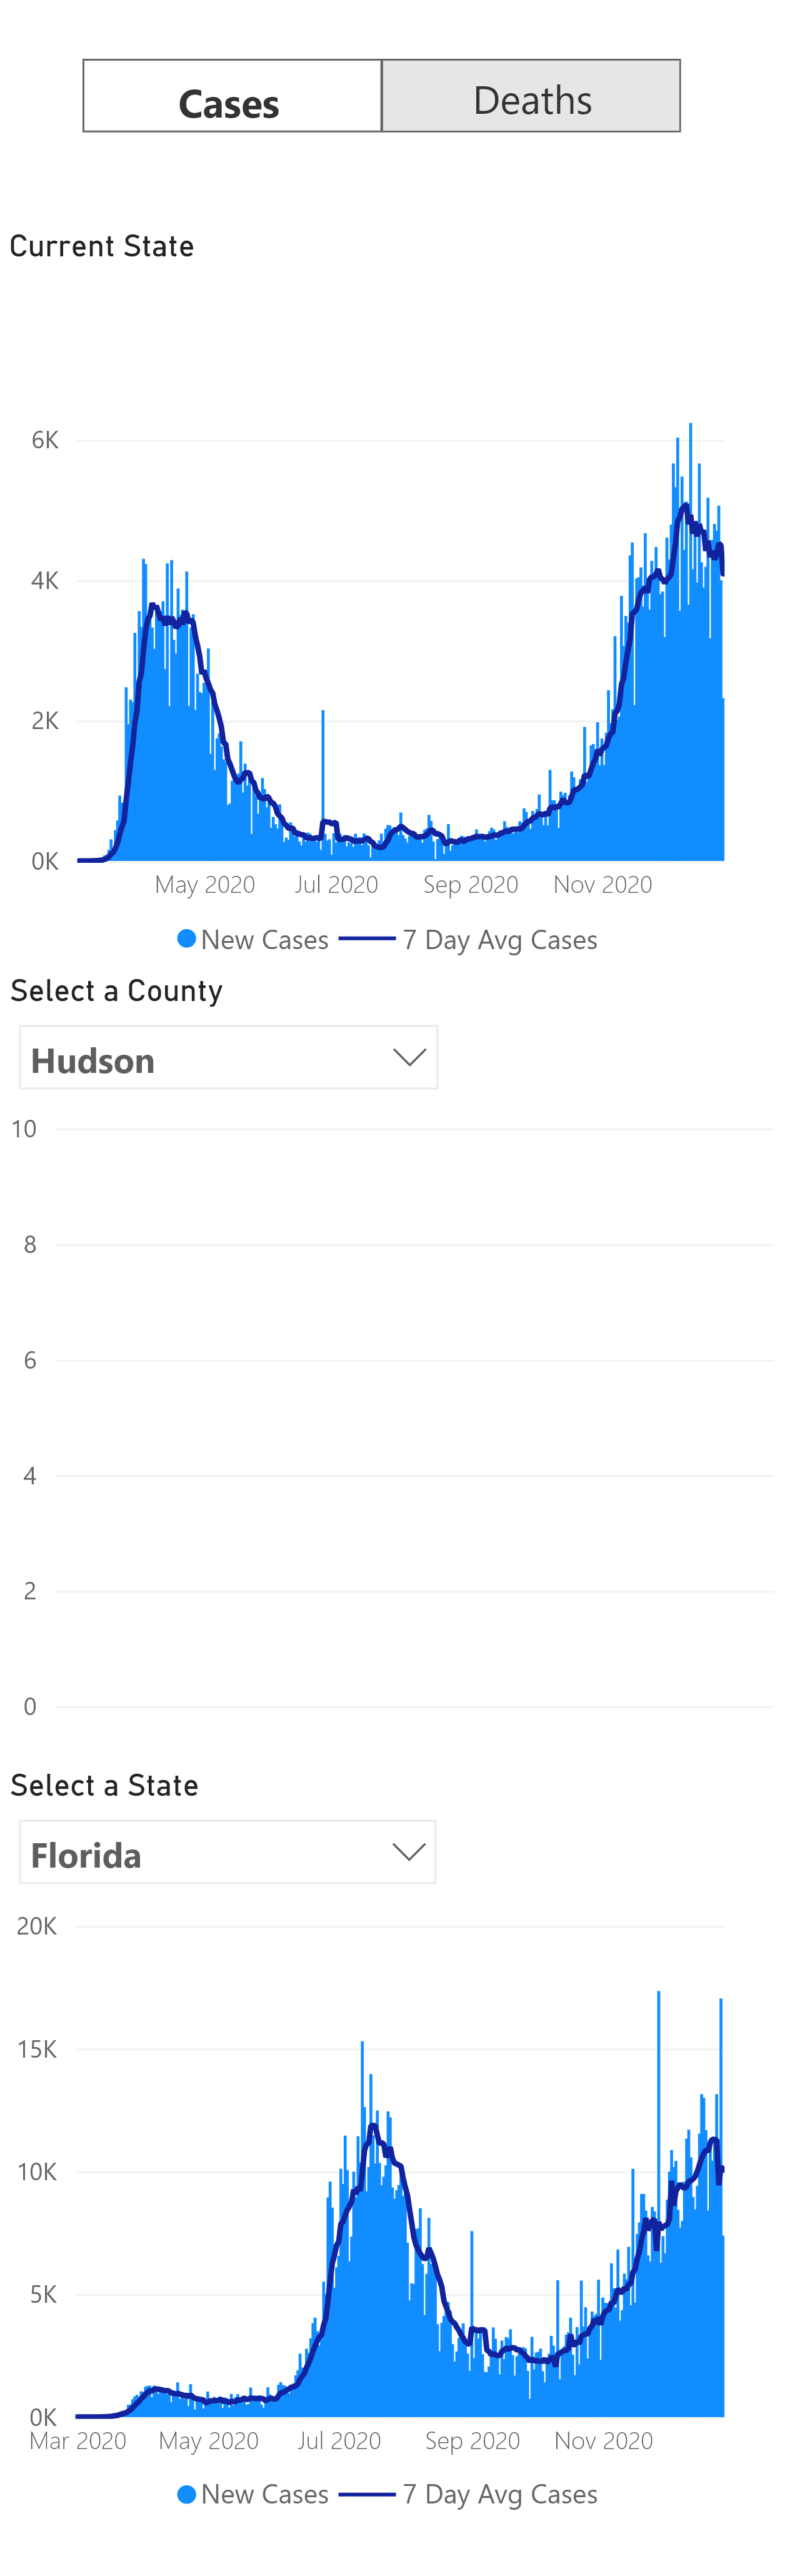 Cases Deaths
Current State
6K
4K
2K
0K
May 2020 Jul 2020 Sep 2020 Nov 2020
New Cases 7 Day Avg Cases
Select a County
Hudson
10
8
6
4
2
0
Select a State
Florida
20K
15K
10K
5K
0K
Mar 2020 May 2020 Jul 2020 Sep 2020 Nov 2020
New Cases 7 Day Avg Cases